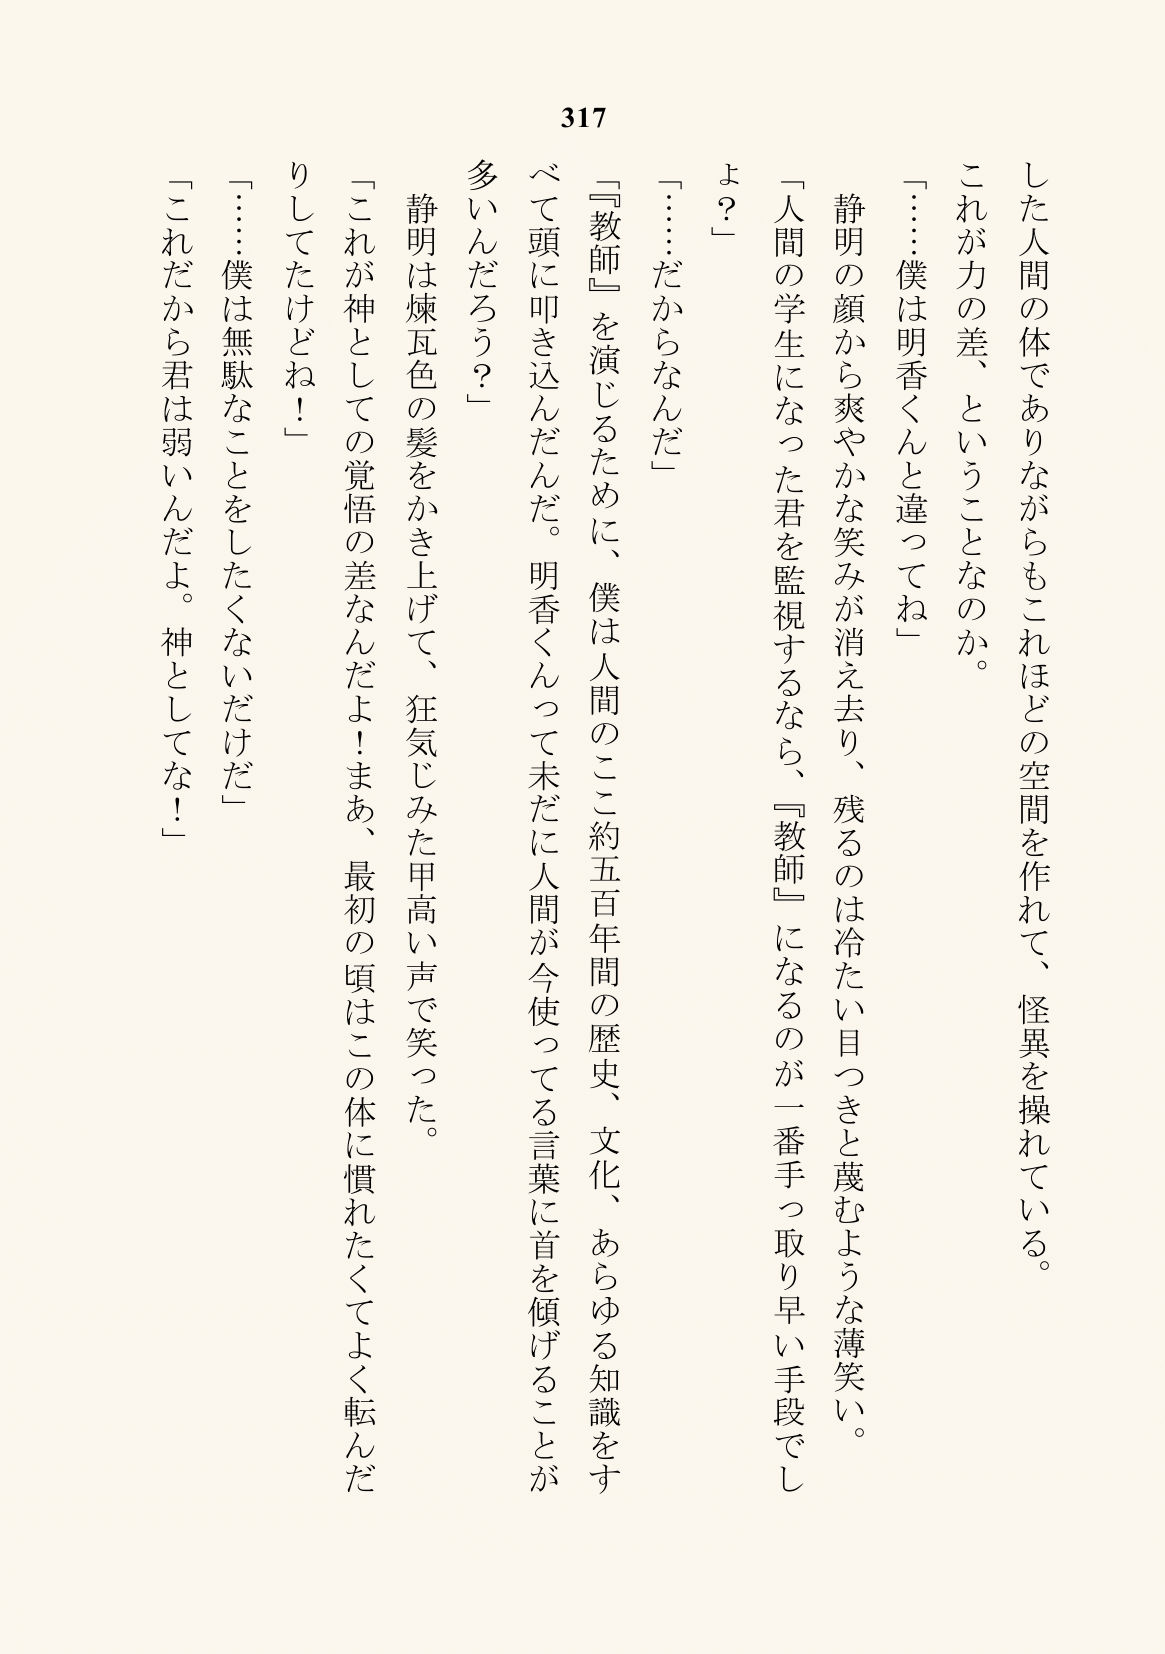 317
した人間の体でありながらもこれほどの空間を作れて、怪異を操れている。
これが力の差、ということなのか。
「……僕は明香くんと違ってね」
　静明の顔から爽やかな笑みが消え去り、残るのは冷たい目つきと蔑むような薄笑い。
「人間の学生になった君を監視するなら、『教師』になるのが一番手っ取り早い手段でし
ょ？」
「……だからなんだ」
「『教師』を演じるために、僕は人間のここ約五百年間の歴史、文化、あらゆる知識をす
べて頭に叩き込んだんだ。明香くんって未だに人間が今使ってる言葉に首を傾げることが
多いんだろう？」
　静明は煉瓦色の髪をかき上げて、狂気じみた甲高い声で笑った。
「これが神としての覚悟の差なんだよ！まあ、最初の頃はこの体に慣れたくてよく転んだ
りしてたけどね！」
「……僕は無駄なことをしたくないだけだ」
「これだから君は弱いんだよ。神としてな！」